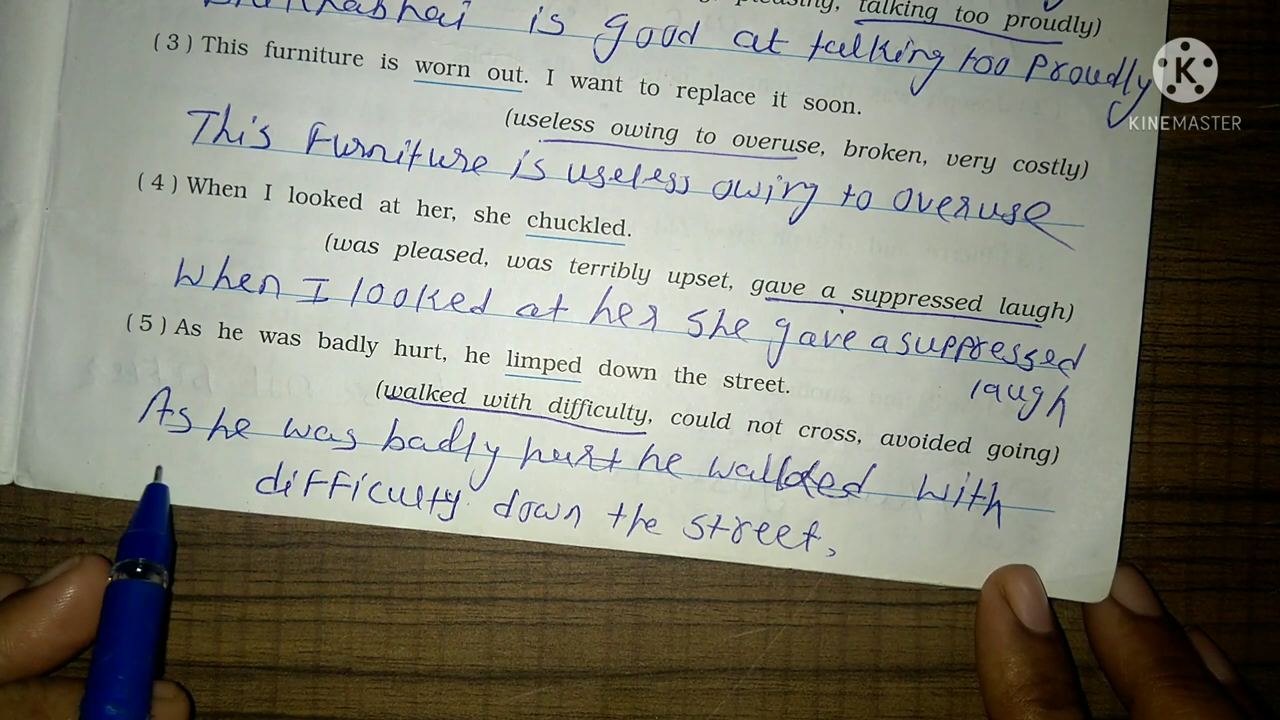 pleasing, talking too proudly)
is good at talking too proudly
(3) This furniture is worn out. I want to replace it soon.
(useless owing to overuse, broken, very costly)
This furniture is useless owing to overuse
(4) When I looked at her, she chuckled.
(was pleased, was terribly upset, gave a suppressed laugh)
When I looked at her she gave a suppressed
laugh
(5) As he was badly hurt, he limped down the street.
(walked with difficulty, could not cross, avoided going)
As he was badly hurt he walked with
difficulty down the street,
K
KINEMASTER